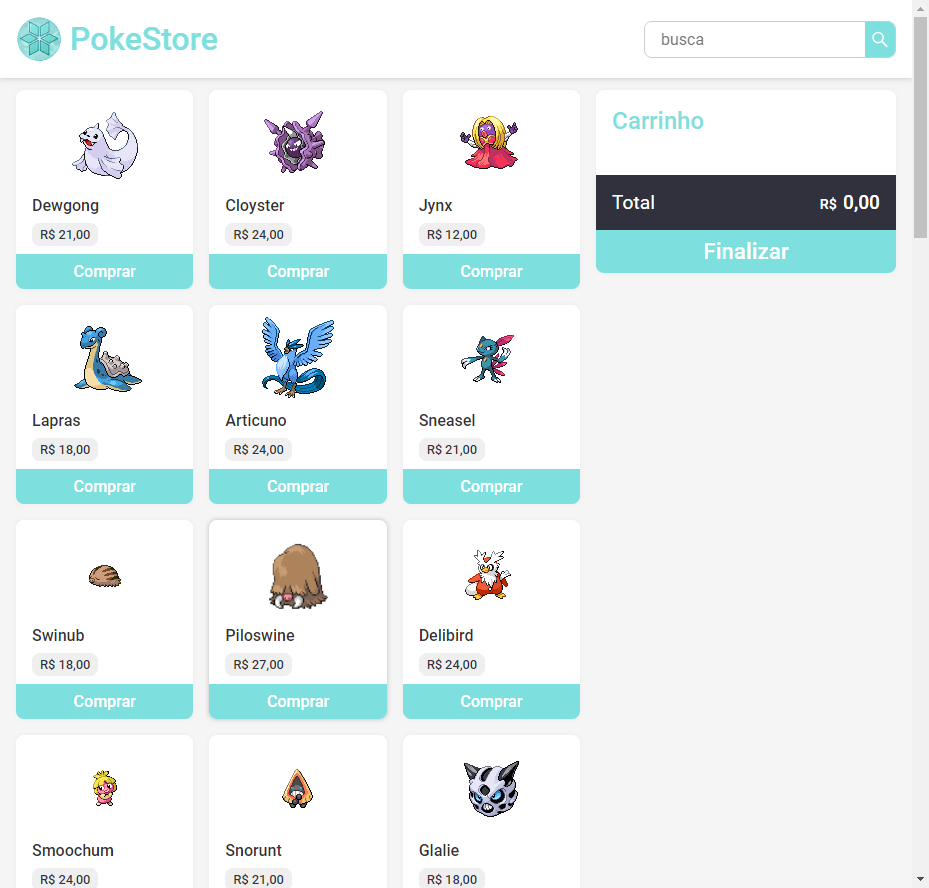 PokeStore
busca
Dewgong
R$ 21,00
Comprar
Cloyster
R$ 24,00
Comprar
Jynx
R$ 12,00
Comprar
Carrinho
Total R$ 0,00
Finalizar
Lapras
R$ 18,00
Comprar
Articuno
R$ 24,00
Comprar
Sneasel
R$ 21,00
Comprar
Swinub
R$ 18,00
Comprar
Piloswine
R$ 27,00
Comprar
Delibird
R$ 24,00
Comprar
Smoochum
R$ 24,00
Snorunt
R$ 21,00
Glalie
R$ 18,00